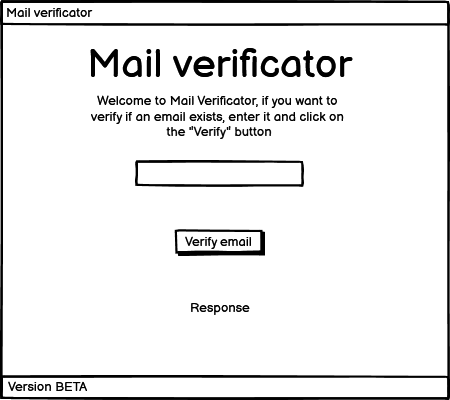 Mail verificator
Mail verificator
Welcome to Mail Verificator, if you want to
verify if an email exists, enter it and click on
the "Verify" button
Verify email
Response
Version BETA